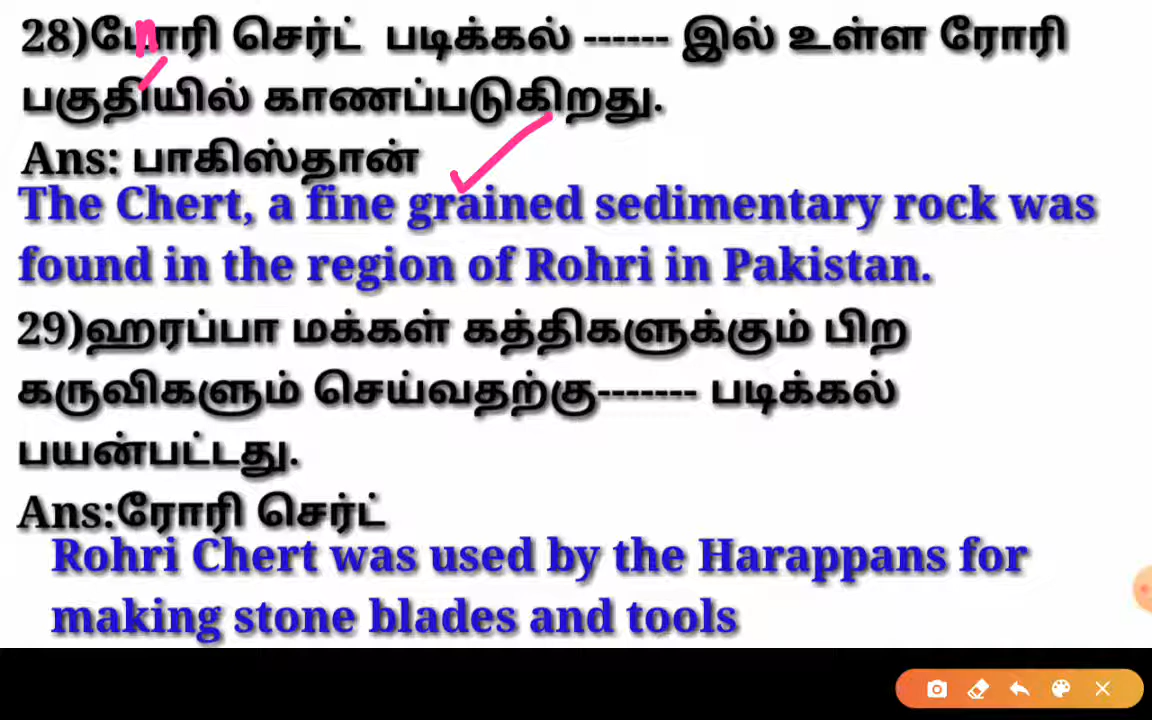 28)போரி செர்ட் படிக்கல் ------ இல் உள்ள ரோரி
பகுதியில் காணப்படுகிறது.
Ans: பாகிஸ்தான்
The Chert, a fine grained sedimentary rock was
found in the region of Rohri in Pakistan.
29)ஹரப்பா மக்கள் கத்திகளுக்கும் பிற
கருவிகளும் செய்வதற்கு------- படிக்கல்
பயன்பட்டது.
Ans:ரோரி செர்ட்
Rohri Chert was used by the Harappans for
making stone blades and tools